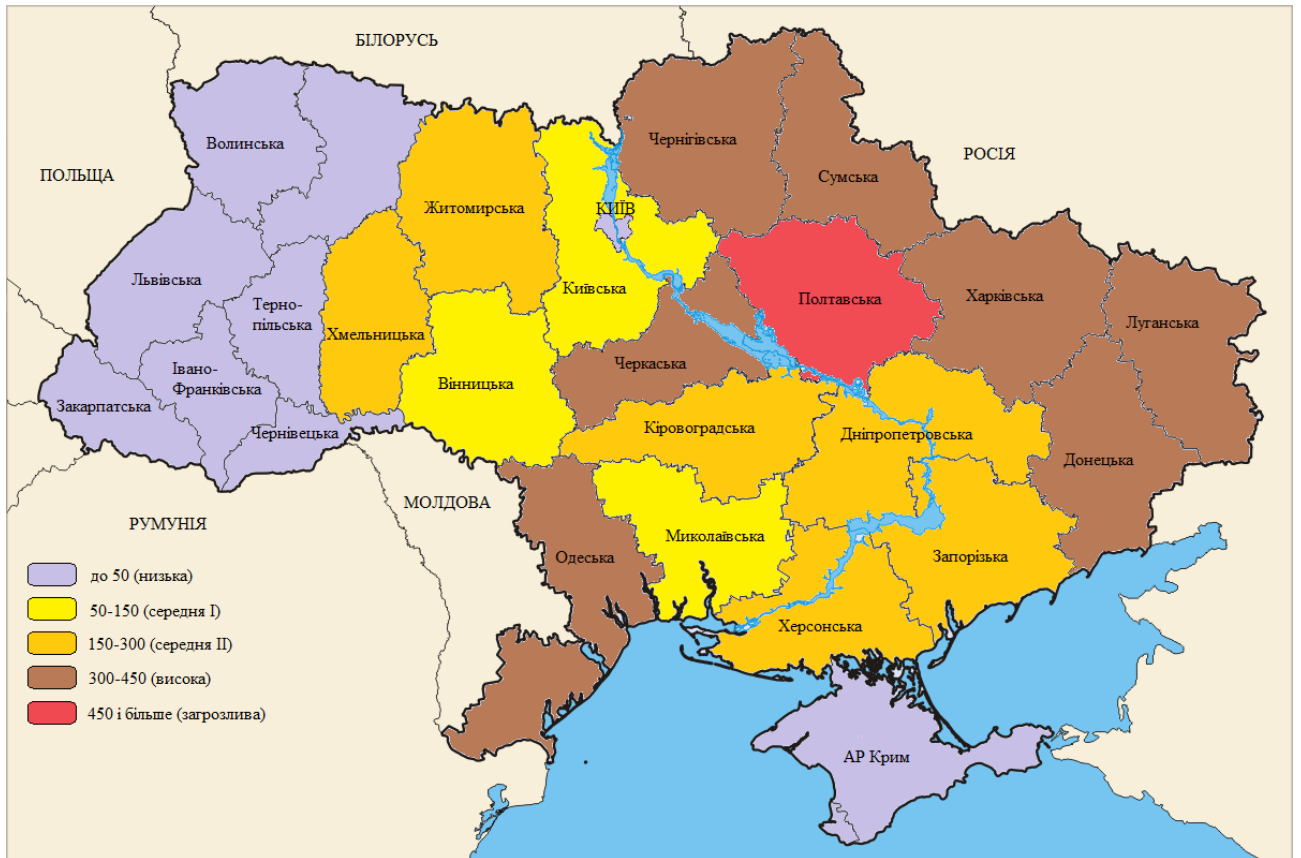 БІЛОРУСЬ
Волинська
Чернігівська
РОСІЯ
ПОЛЬЩА
Сумська
Житомирська
КИЇВ
Львівська
Київська
Полтавська
Харківська
Терно-
пільська
Хмельницька
Луганська
Івано-
Франківська
Вінницька
Черкаська
Закарпатська
Чернівецька
Кіровоградська
Дніпропетровська
Донецька
МОЛДОВА
РУМУНІЯ
Миколаївська
Одеська
Запорізька
Херсонська
АР Крим
до 50 (низька)
50-150 (середня І)
150-300 (середня ІІ)
300-450 (висока)
450 і більше (загрозлива)